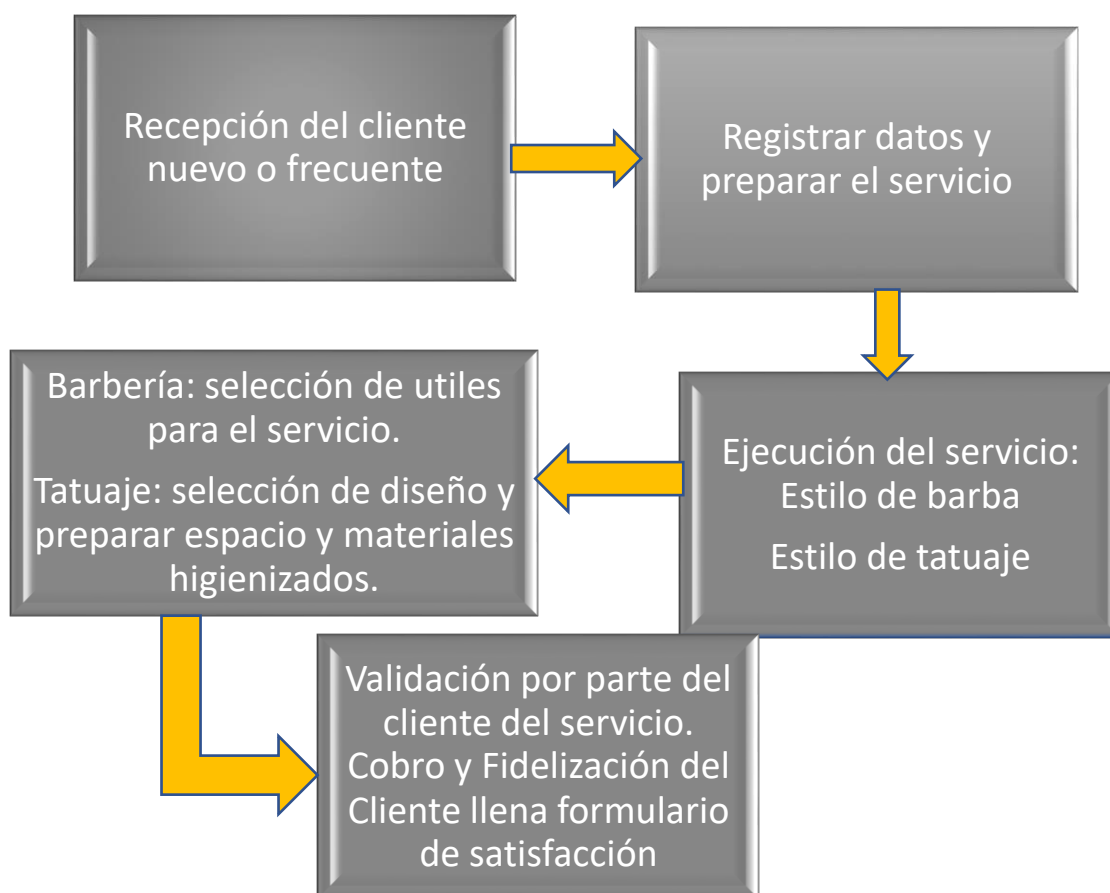 Recepción del cliente
nuevo o frecuente
Registrar datos y
preparar el servicio
Ejecución del servicio:
Estilo de barba
Estilo de tatuaje
Barbería: selección de utiles
para el servicio.
Tatuaje: selección de diseño y
preparar espacio y materiales
higienizados.
Validación por parte del
cliente del servicio.
Cobro y Fidelización del
Cliente llena formulario
de satisfacción